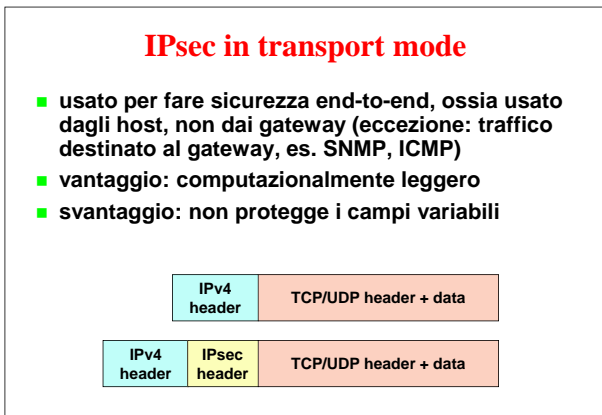 IPsec in transport mode
usato per fare sicurezza end-to-end, ossia usato
dagli host, non dai gateway (eccezione: traffico
destinato al gateway, es. SNMP, ICMP)
vantaggio: computazionalmente leggero
svantaggio: non protegge i campi variabili
IPv4
header
TCP/UDP header + data
IPv4
header
IPsec
header
TCP/UDP header + data